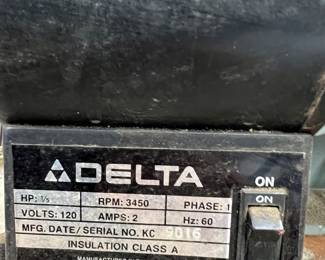 DELTA
HP: 1/5 RPM: 3450 PHASE: 1
VOLTS: 120 AMPS: 2 Hz: 60
MFG. DATE/SERIAL NO. KC 9016
INSULATION CLASS A
ON
ON